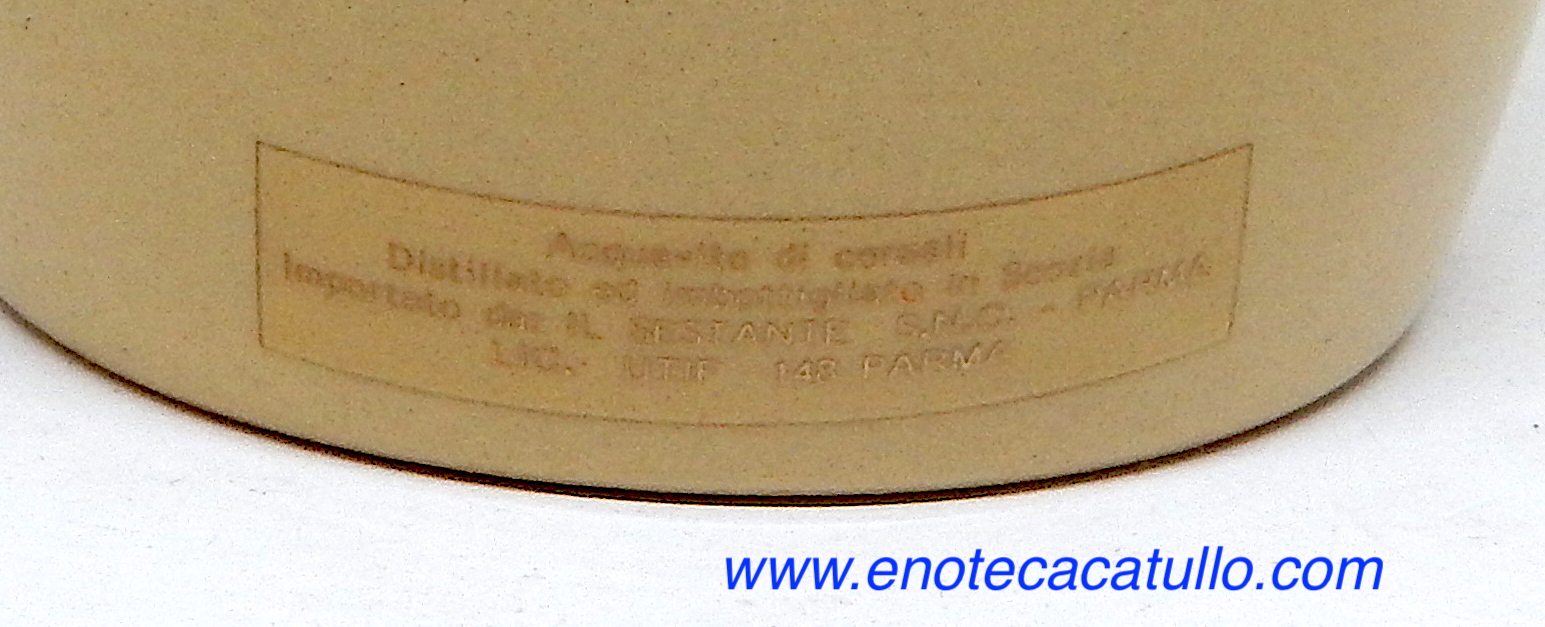 Acquavite di cereali
Distillato ed imbottigliato in Scozia
Importato da: IL SESTANTE S.N.C. - PARMA
LIC. UTIF 148 PARMA
www.enotecacatullo.com